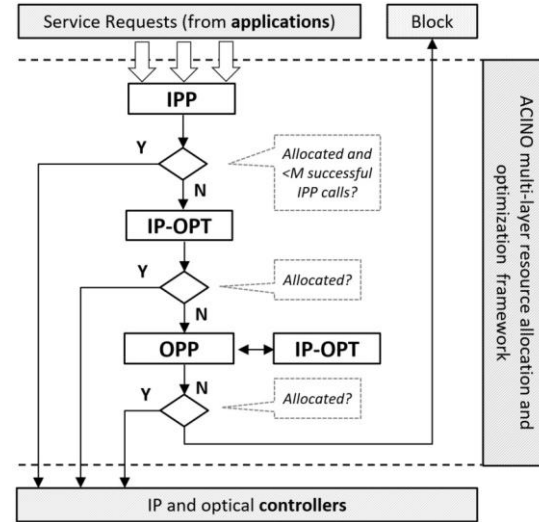 Service Requests (from applications)
Block
IPP
Y
Allocated and
<M successful
IPP calls?
N
IP-OPT
Y
Allocated?
N
OPP
IP-OPT
Y
N
Allocated?
IP and optical controllers
ACINO multi-layer resource allocation and
optimization framework